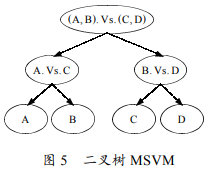 (A, B). Vs. (C, D)
A. Vs. C
B. Vs. D
A
B
C
D
图 5 二叉树 MSVM